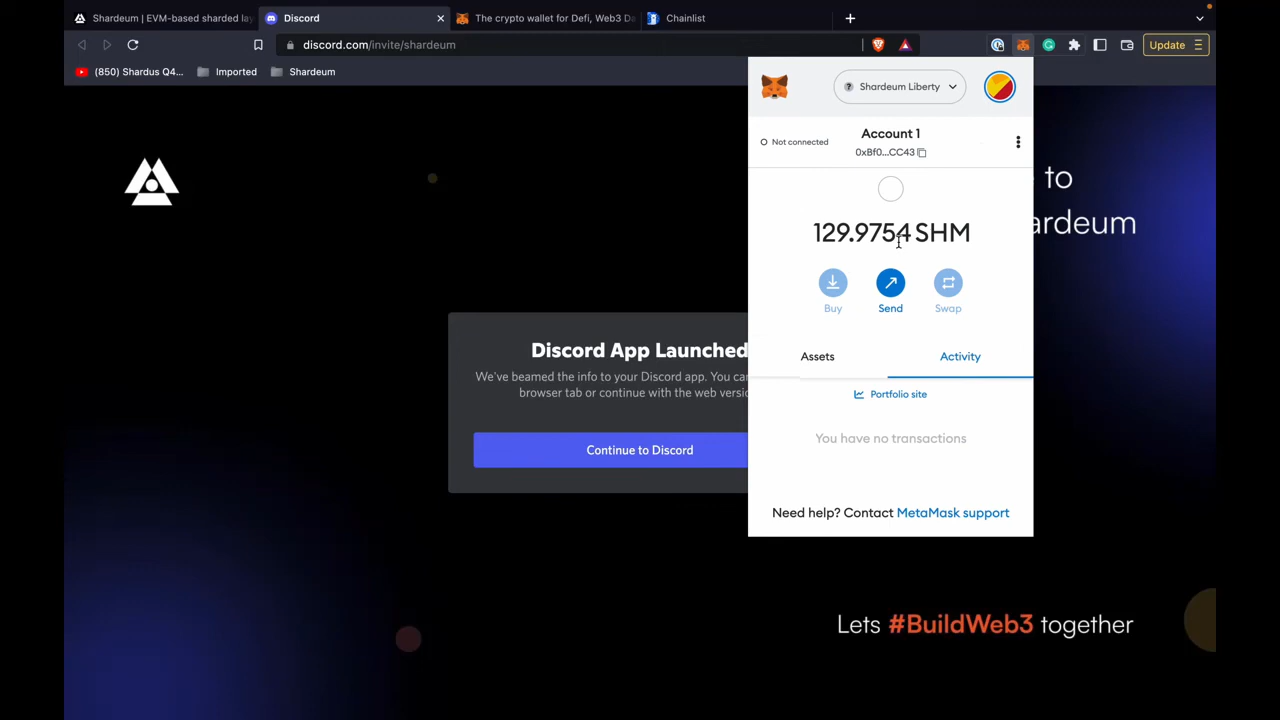 Shardeum | EVM-based sharded la
Discord
The crypto wallet for Defi, Web3 Da
Chainlist
discord.com/invite/shardeum
Update
(850) Shardus Q4...
Imported
Shardeum
Shardeum Liberty
Not connected
Account 1
0xBf0...CC43
129.9754 SHM
Buy
Send
Swap
Assets
Activity
Portfolio site
You have no transactions
Need help? Contact MetaMask support
to
ardeum
Discord App Launched
We've beamed the info to your Discord app. You can
browser tab or continue with the web versi
Continue to Discord
Lets #BuildWeb3 together